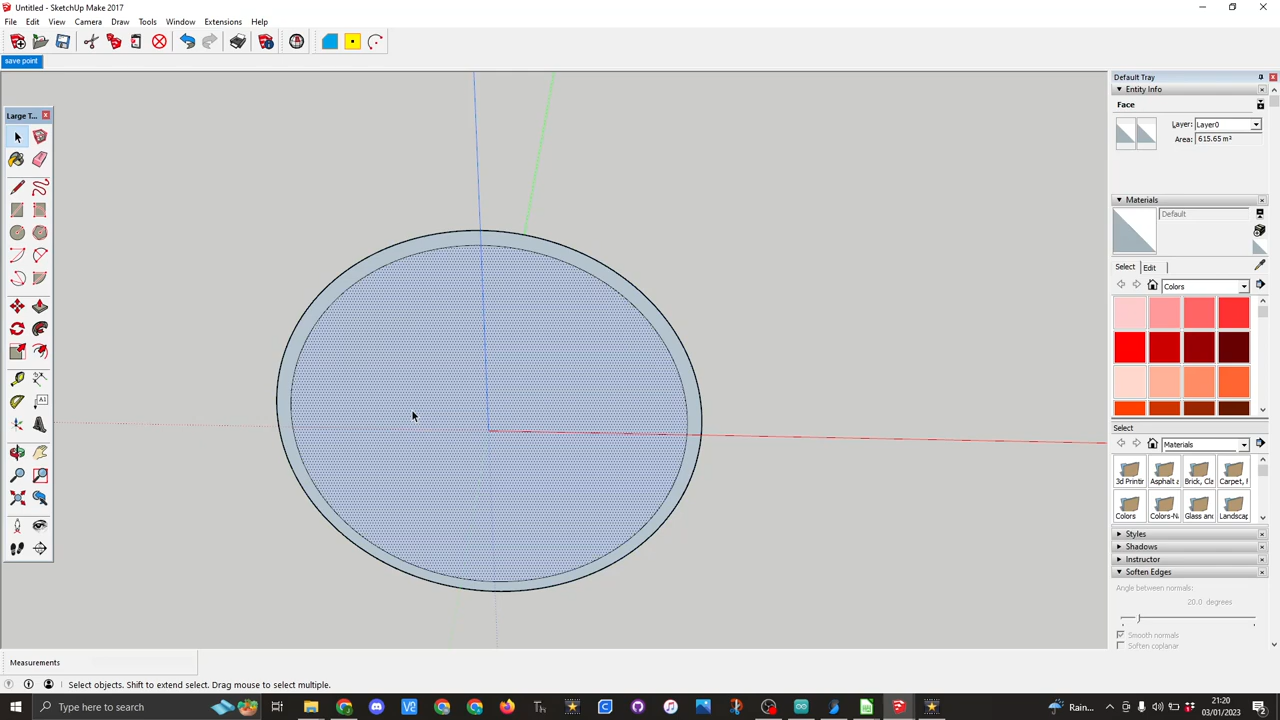 Untitled - SketchUp Make 2017
File Edit View Camera Draw Tools Window Extensions Help
save point
Large T...
A1
Default Tray
Entity Info
Face
Layer: Layer0
Area: 615.65 m²
Materials
Default
Select Edit
Colors
Select
Materials
3d Printir Asphalt a Brick, Cla Carpet, F
Colors Colors-N Glass and Landscap
Styles
Shadows
Instructor
Soften Edges
Angle between normals:
20.0 degrees
Smooth normals
Soften coplanar
Measurements
Select objects. Shift to extend select. Drag mouse to select multiple.
Type here to search
Rain...
21:20
03/01/2023